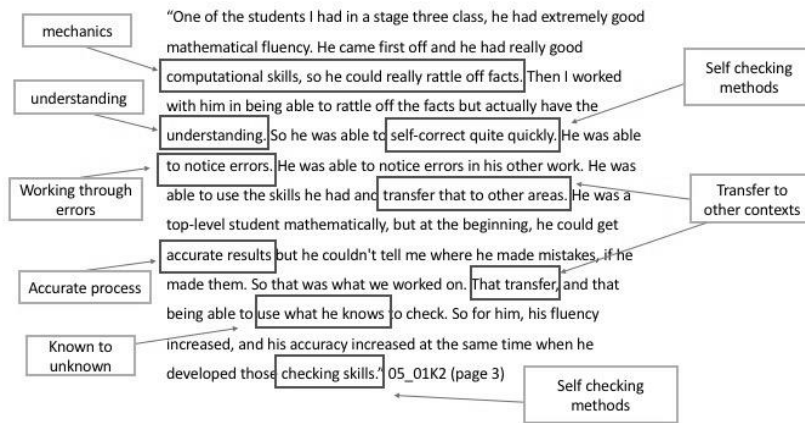 mechanics
understanding
Working through
errors
Accurate process
Known to
unknown
“One of the students I had in a stage three class, he had extremely good
mathematical fluency. He came first off and he had really good
computational skills, so he could really rattle off facts. Then I worked
with him in being able to rattle off the facts but actually have the
understanding. So he was able to self-correct quite quickly. He was able
to notice errors. He was able to notice errors in his other work. He was
able to use the skills he had and transfer that to other areas. He was a
top-level student mathematically, but at the beginning, he could get
accurate results but he couldn't tell me where he made mistakes, if he
made them. So that was what we worked on. That transfer, and that
being able to use what he knows to check. So for him, his fluency
increased, and his accuracy increased at the same time when he
developed those checking skills.” 05_01K2 (page 3)
Self checking
methods
Transfer to
other contexts
Self checking
methods